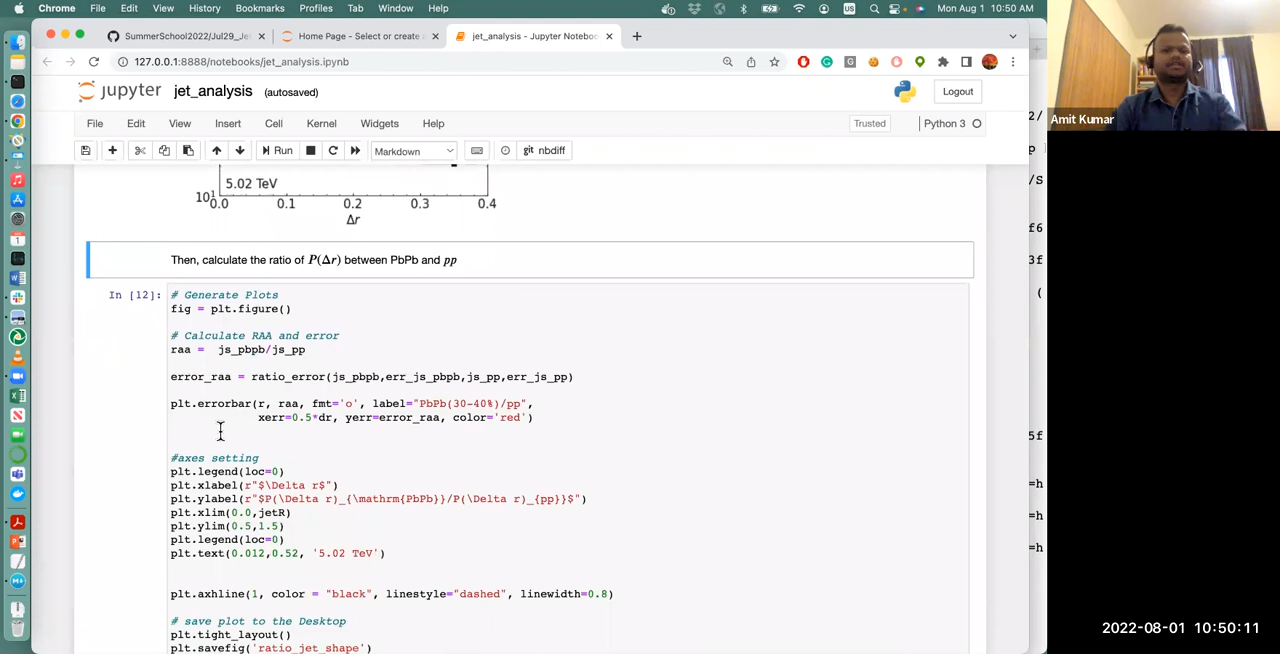 Chrome File Edit View History Bookmarks Profiles Tab Window Help
US
Mon Aug 1 10:50 AM
SummerSchool2022/Jul29_Je
Home Page - Select or create a
jet_analysis - Jupyter Notebo
127.0.0.1:8888/notebooks/jet_analysis.ipynb
jupyter jet_analysis (autosaved)
Logout
File Edit View Insert Cell Kernel Widgets Help
Trusted
Python 3
Run
Markdown
git nbdiff
5.02 TeV
10¹
0.0 0.1 0.2 0.3 0.4
Δr
Then, calculate the ratio of P(Δr) between PbPb and pp
In [12]:
# Generate Plots
fig = plt.figure()
# Calculate RAA and error
raa = js_pbpb/js_pp
error_raa = ratio_error(js_pbpb,err_js_pbpb,js_pp,err_js_pp)
plt.errorbar(r, raa, fmt='o', label="PbPb(30-40%)/pp",
xerr=0.5*dr, yerr=error_raa, color='red')
#axes setting
plt.legend(loc=0)
plt.xlabel(r"$\Delta r$")
plt.ylabel(r"$P(\Delta r)_{\mathrm{PbPb}}/P(\Delta r)_{pp}}$")
plt.xlim(0.0,jetR)
plt.ylim(0.5,1.5)
plt.legend(loc=0)
plt.text(0.012,0.52, '5.02 TeV')
plt.axhline(1, color = "black", linestyle="dashed", linewidth=0.8)
# save plot to the Desktop
plt.tight_layout()
plt.savefig('ratio_jet_shape')
Amit Kumar
2/
p
/S
f6
3f
(
5f
=h
=h
=h
2022-08-01 10:50:11